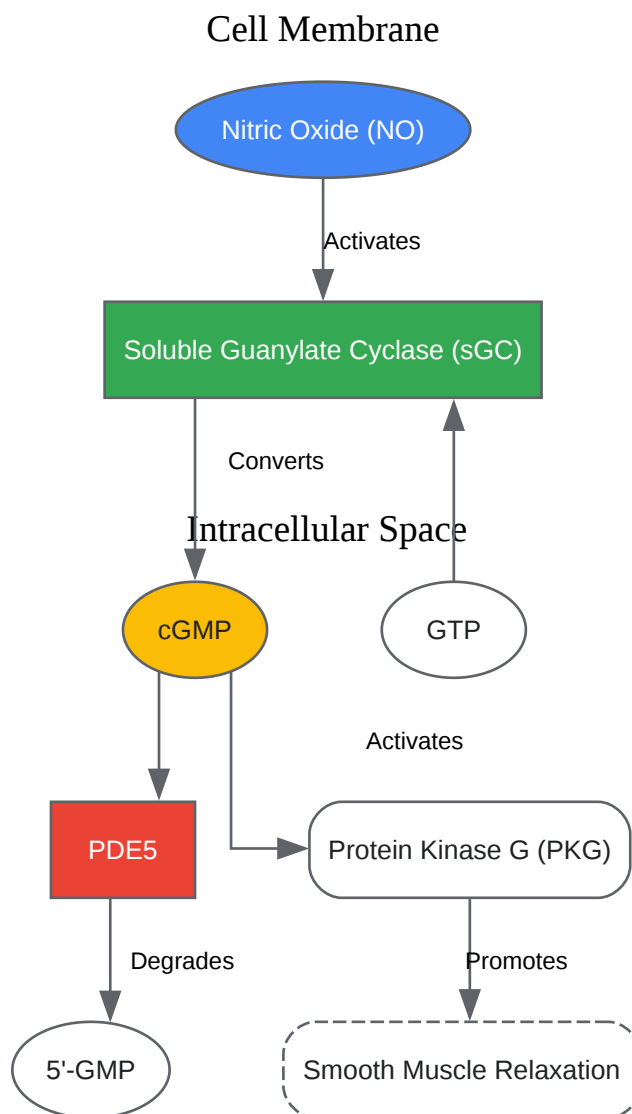 Cell Membrane
Nitric Oxide (NO)
Activates
Soluble Guanylate Cyclase (sGC)
Converts
Intracellular Space
cGMP
GTP
Activates
PDE5
Protein Kinase G (PKG)
Degrades
Promotes
5'-GMP
Smooth Muscle Relaxation